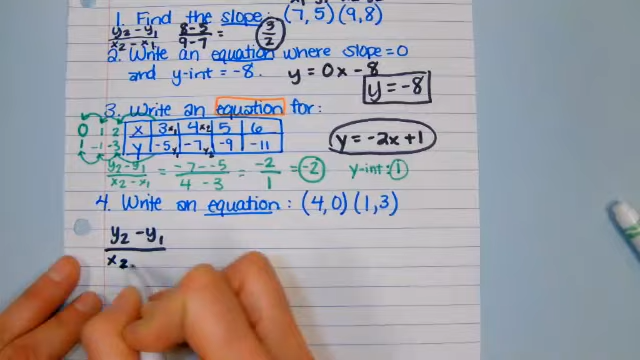 1. Find the slope: (7,5)(9,8)
y₂-y₁ / x₂-x₁  8-5 / 9-7 = 3/2
2. Write an equation where slope=0
and y-int = -8. y = 0x -8
y = -8
3. Write an equation for:
0 1 2 x 3 x₁ 4 x₂ 5 6
y = -2x+1
1 -1 -3 y -5 y₁ -7 y₂ -9 -11
y₂-y₁ / x₂-x₁ = -7--5 / 4-3 = -2 / 1 = -2 y-int: 1
4. Write an equation: (4,0)(1,3)
y₂-y₁
x₂